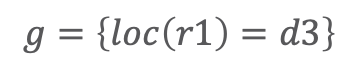 g = {loc(r1) = d3}